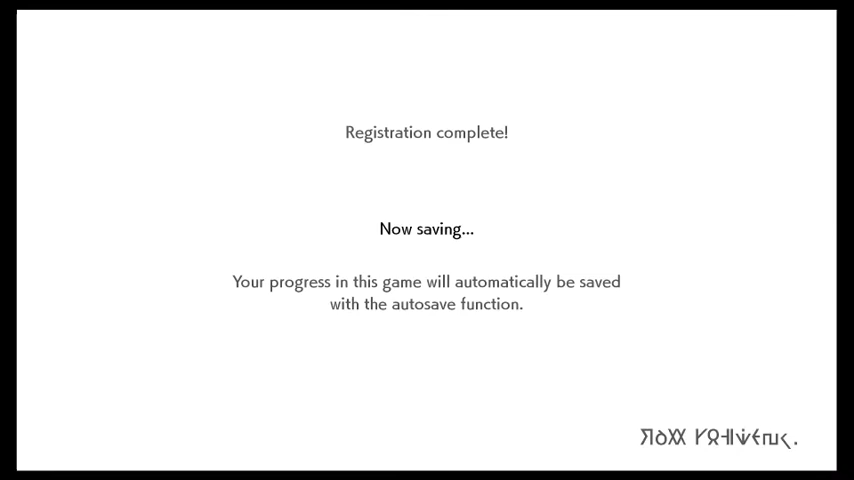 Registration complete!
Now saving...
Your progress in this game will automatically be saved
with the autosave function.